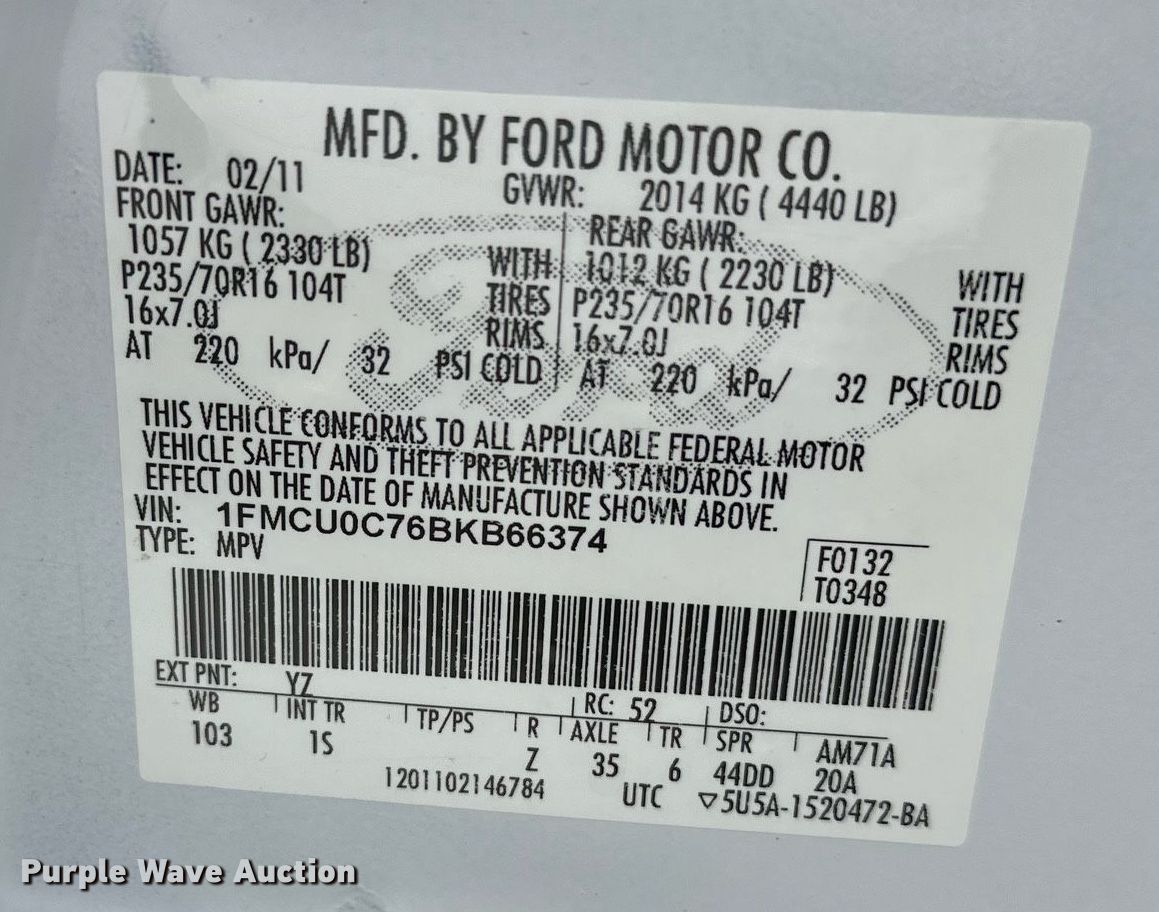 MFD. BY FORD MOTOR CO.
DATE: 02/11 GVWR: 2014 KG ( 4440 LB)
FRONT GAWR: REAR GAWR:
1057 KG ( 2330 LB) WITH 1012 KG ( 2230 LB) WITH
P235/70R16 104T TIRES P235/70R16 104T TIRES
16x7.0J RIMS 16x7.0J RIMS
AT 220 kPa/ 32 PSI COLD AT 220 kPa/ 32 PSI COLD
THIS VEHICLE CONFORMS TO ALL APPLICABLE FEDERAL MOTOR
VEHICLE SAFETY AND THEFT PREVENTION STANDARDS IN
EFFECT ON THE DATE OF MANUFACTURE SHOWN ABOVE.
VIN: 1FMCU0C76BKB66374
TYPE: MPV
F0132
T0348
EXT PNT: YZ RC: 52 DSO:
WB INT TR TP/PS R AXLE TR SPR AM71A
103 1S Z 35 6 44DD 20A
1201102146784 UTC ▽5U5A-1520472-BA
Ford
Purple Wave Auction